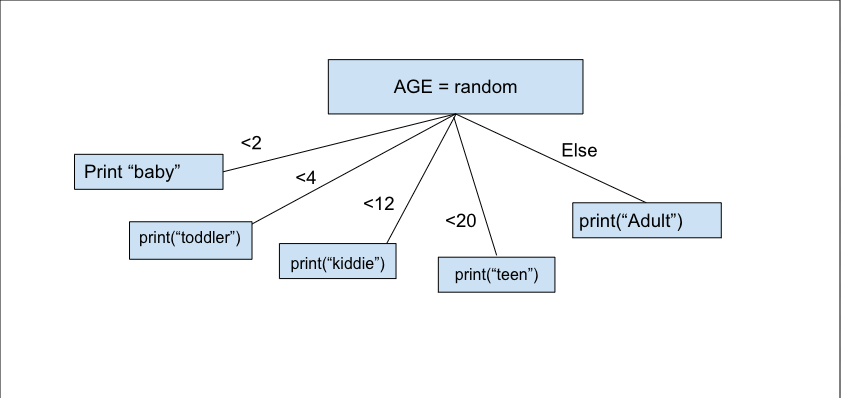 AGE = random
<2
Else
Print “baby”
<4
<12
<20
print(“Adult”)
print(“toddler”)
print(“kiddie”)
print(“teen”)